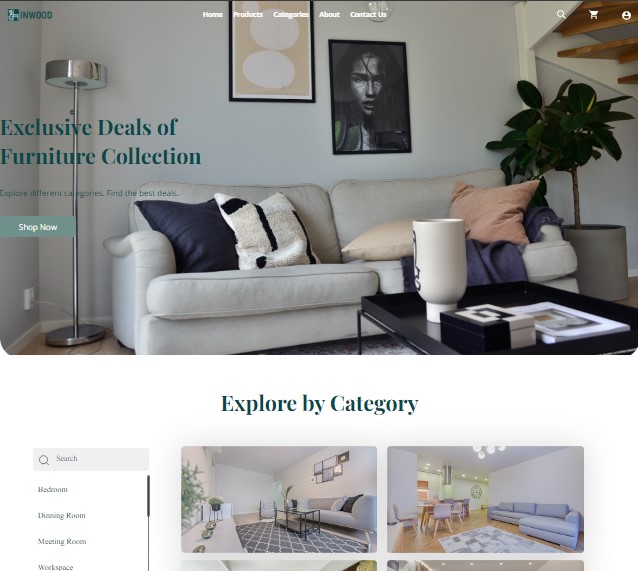 INWOOD
Home Products Categories About Contact Us
Exclusive Deals of
Furniture Collection
Explore different categories. Find the best deals.
Shop Now
Explore by Category
Search
Bedroom
Dinning Room
Meeting Room
Workspace